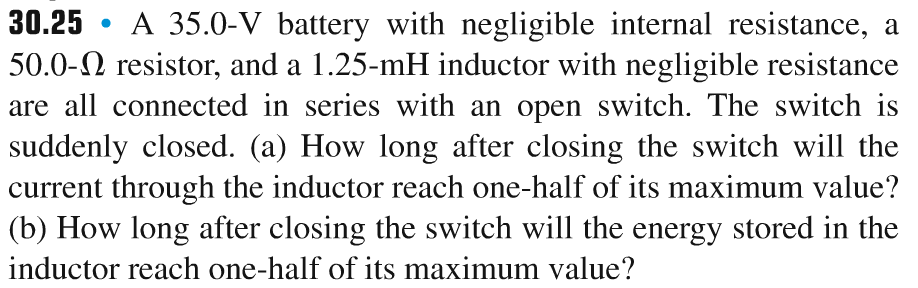 30.25 • A 35.0-V battery with negligible internal resistance, a
50.0-Ω resistor, and a 1.25-mH inductor with negligible resistance
are all connected in series with an open switch. The switch is
suddenly closed. (a) How long after closing the switch will the
current through the inductor reach one-half of its maximum value?
(b) How long after closing the switch will the energy stored in the
inductor reach one-half of its maximum value?